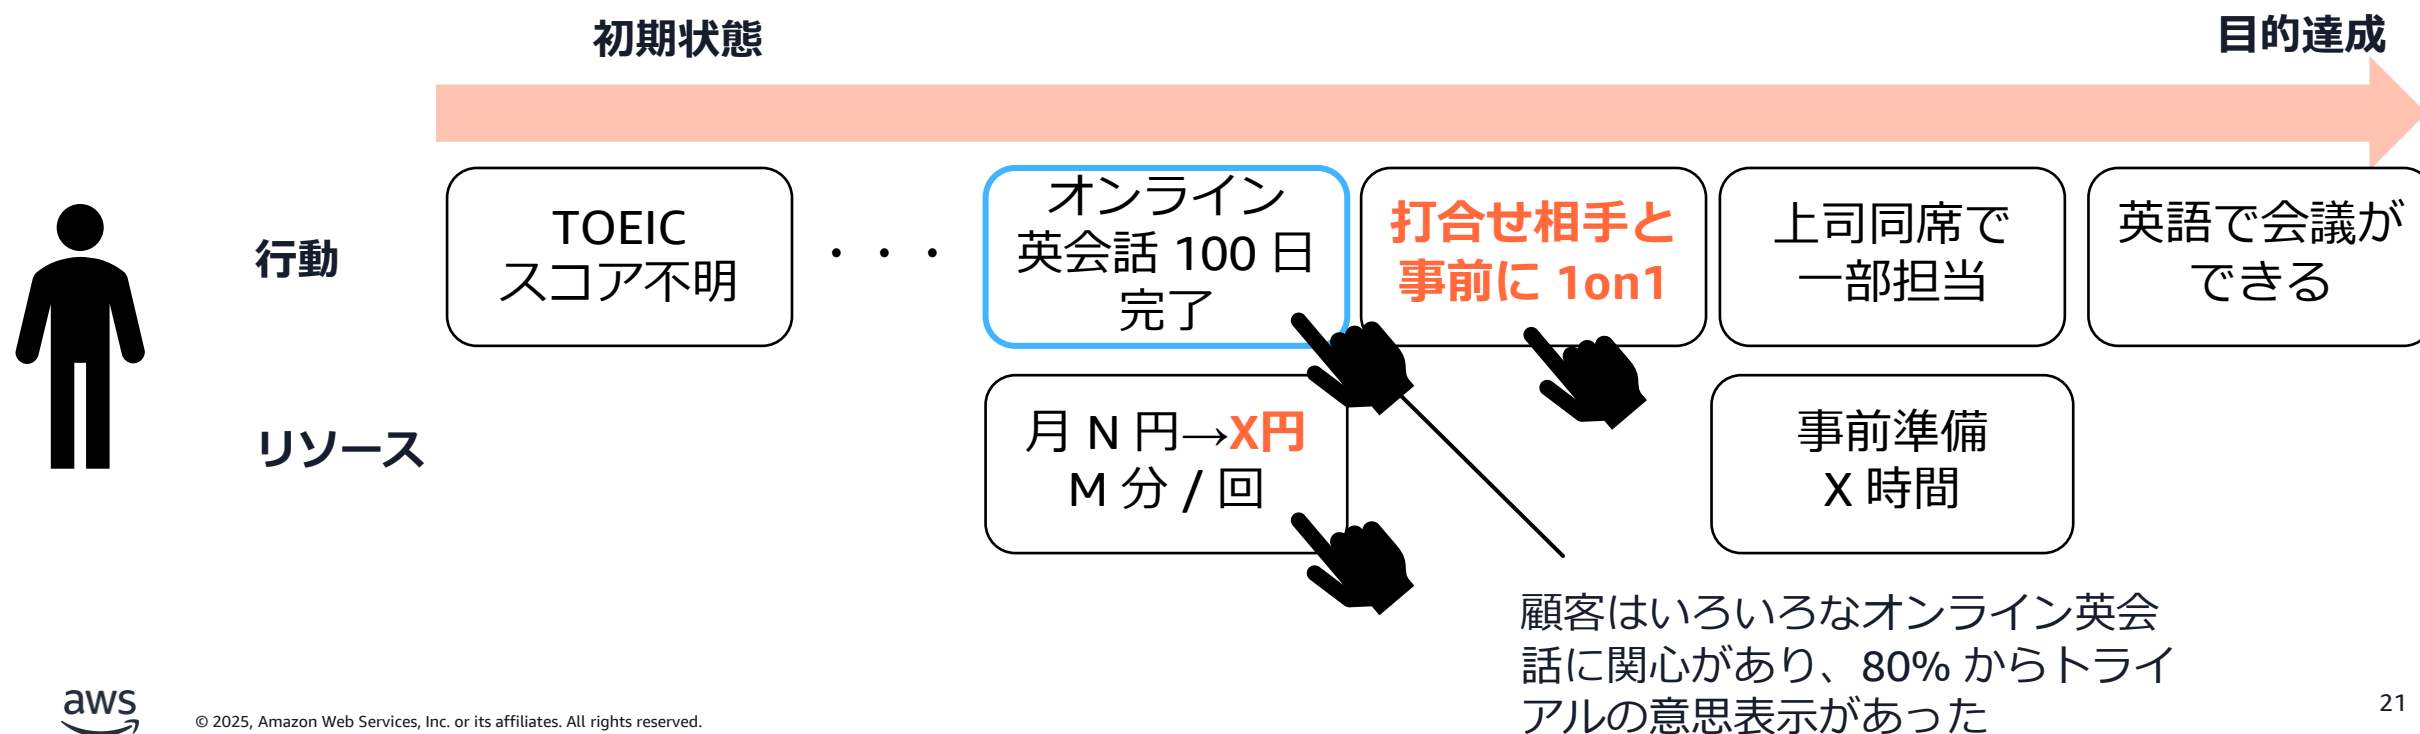 初期状態
目的達成
行動
TOEIC
スコア不明
・・・
オンライン
英会話 100 日
完了
打合せ相手と
事前に 1on1
上司同席で
一部担当
英語で会議が
できる
リソース
月 N 円→X円
M 分 / 回
事前準備
X 時間
顧客はいろいろなオンライン英会
話に関心があり、80% からトライ
アルの意思表示があった
aws
© 2025, Amazon Web Services, Inc. or its affiliates. All rights reserved.
21